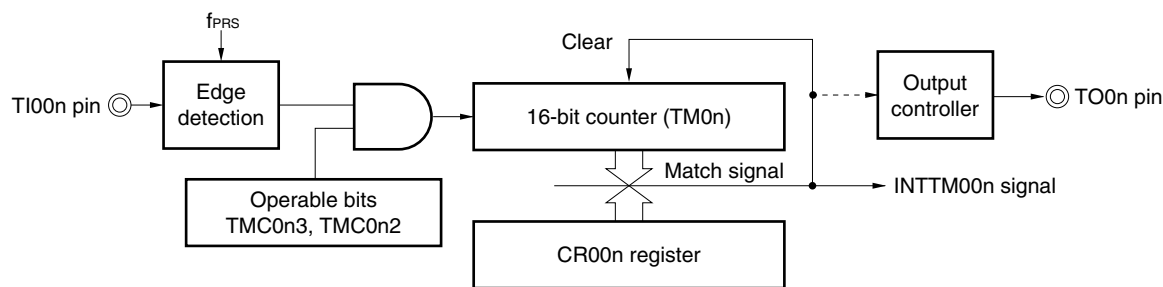 fPRS
Clear
TI00n pin
Edge
detection
16-bit counter (TM0n)
Output
controller
TO0n pin
Match signal
INTTM00n signal
Operable bits
TMC0n3, TMC0n2
CR00n register